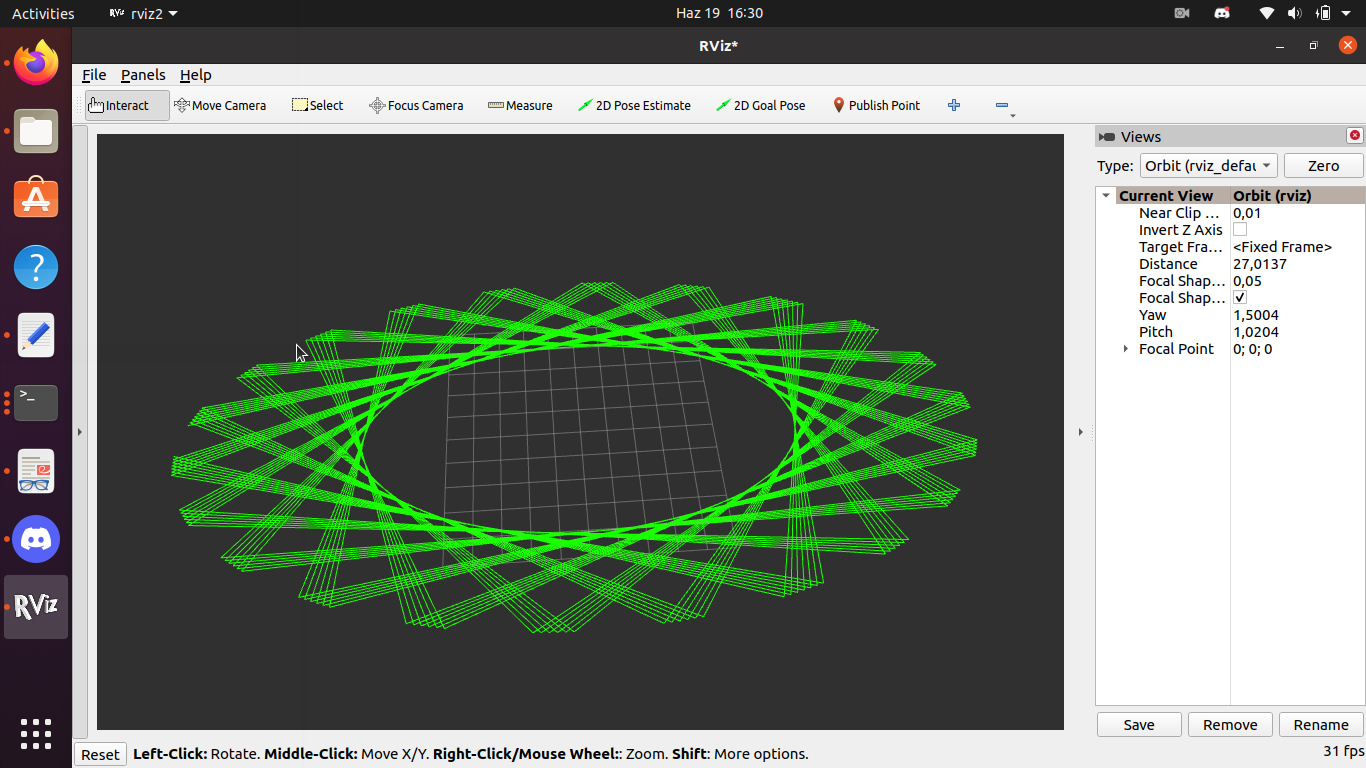 Activities rviz2 Haz 19 16:30
RViz*
File Panels Help
Interact Move Camera Select Focus Camera Measure 2D Pose Estimate 2D Goal Pose Publish Point
Views
Type: Orbit (rviz_defau Zero
Current View Orbit (rviz)
Near Clip ... 0,01
Invert Z Axis
Target Fra... <Fixed Frame>
Distance 27,0137
Focal Shap... 0,05
Focal Shap...
Yaw 1,5004
Pitch 1,0204
Focal Point 0; 0; 0
RViz
Save Remove Rename
Reset Left-Click: Rotate. Middle-Click: Move X/Y. Right-Click/Mouse Wheel:: Zoom. Shift: More options. 31 fps